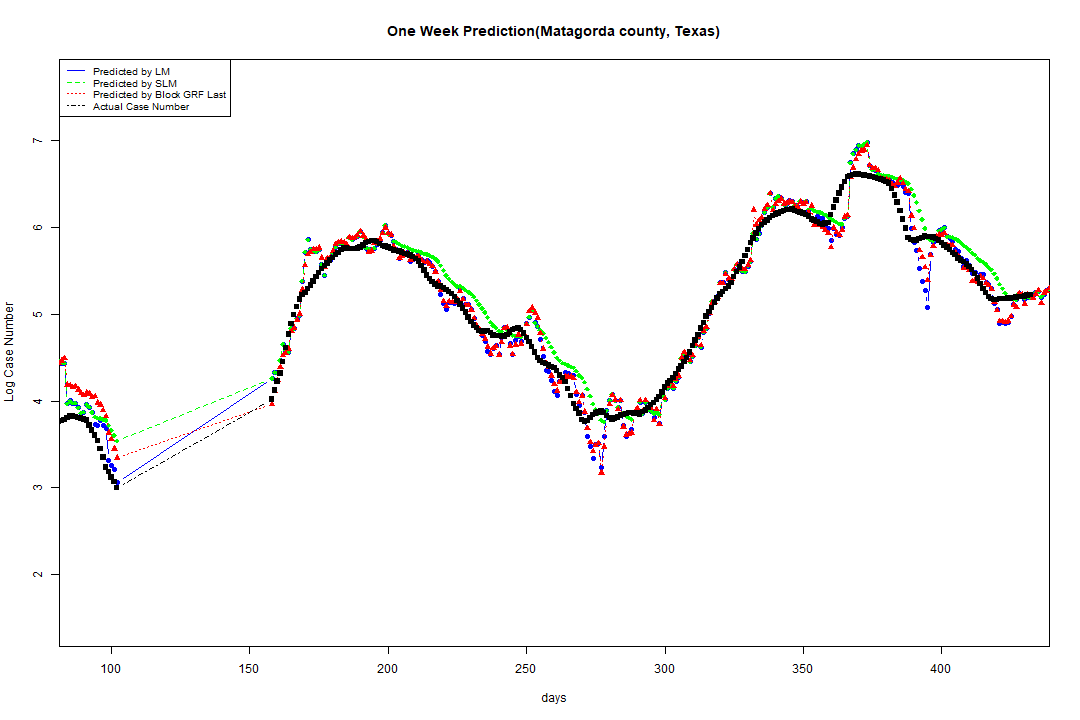 One Week Prediction(Matagorda county, Texas)
Predicted by LM
Predicted by SLM
Predicted by Block GRF Last
Actual Case Number
7
6
5
4
3
2
Log Case Number
100 150 200 250 300 350 400
days